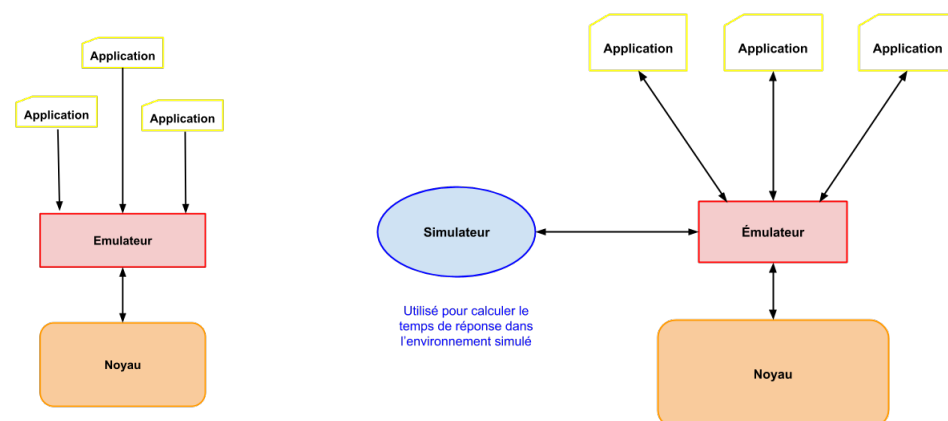 Application
Application
Application
Emulateur
Noyau
Application
Application
Application
Simulateur
Émulateur
Utilisé pour calculer le
temps de réponse dans
l'environnement simulé
Noyau